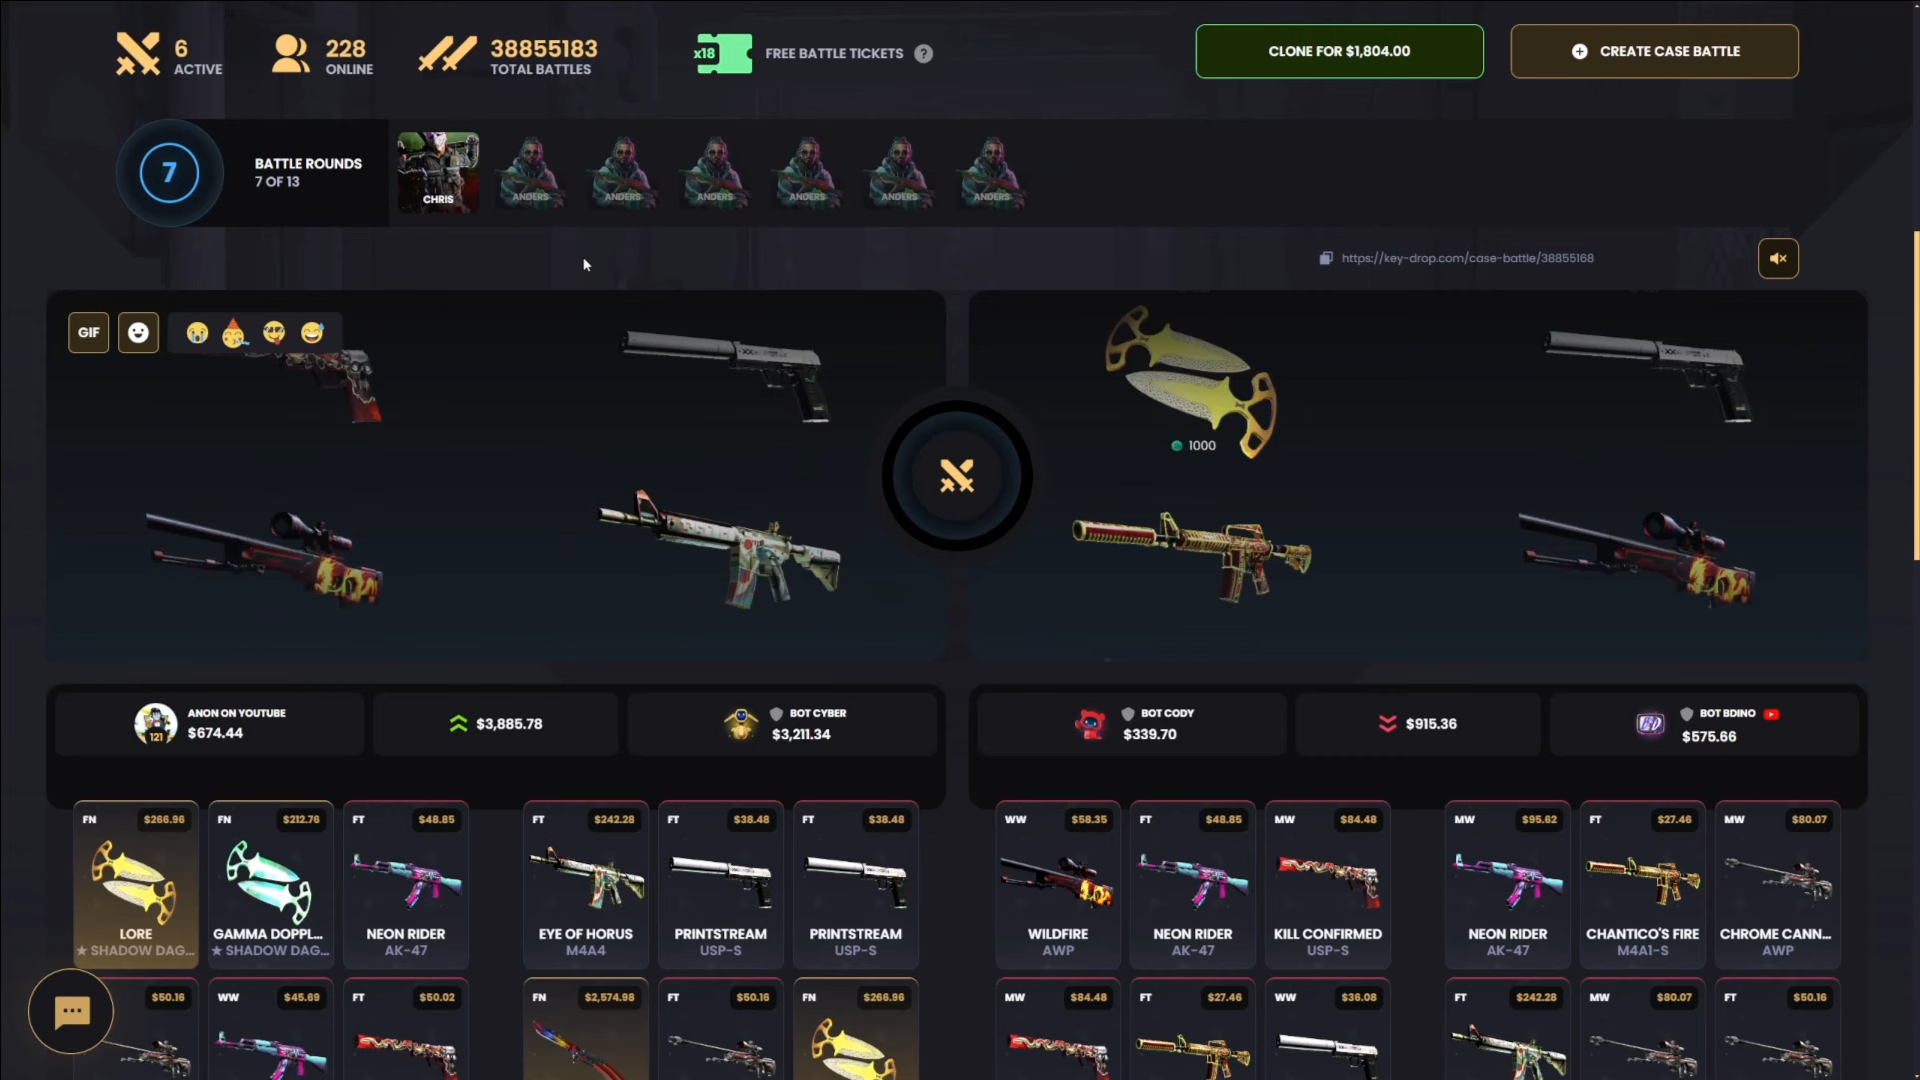 6
ACTIVE
228
ONLINE
38855183
TOTAL BATTLES
x18
FREE BATTLE TICKETS ?
CLONE FOR $1,804.00
CREATE CASE BATTLE
7
BATTLE ROUNDS
7 OF 13
CHRIS
ANDERS
ANDERS
ANDERS
ANDERS
ANDERS
ANDERS
https://key-drop.com/case-battle/38855168
GIF
1000
121
ANON ON YOUTUBE
$674.44
$3,885.78
BOT CYBER
$3,211.34
BOT CODY
$339.70
$915.36
BOT BDINO
$575.66
FN $266.96
LORE
★ SHADOW DAG...
FN $212.76
GAMMA DOPPL...
★ SHADOW DAG...
FT $48.85
NEON RIDER
AK-47
FT $242.28
EYE OF HORUS
M4A4
FT $38.48
PRINTSTREAM
USP-S
FT $38.48
PRINTSTREAM
USP-S
WW $58.35
WILDFIRE
AWP
FT $48.85
NEON RIDER
AK-47
MW $84.48
KILL CONFIRMED
USP-S
MW $95.62
NEON RIDER
AK-47
FT $27.46
CHANTICO'S FIRE
M4A1-S
MW $80.07
CHROME CANN...
AWP
$50.16
WW $45.69
FT $50.02
FN $2,574.98
FT $50.16
FN $266.96
MW $84.48
FT $27.46
WW $36.08
FT $242.28
MW $80.07
FT $50.16